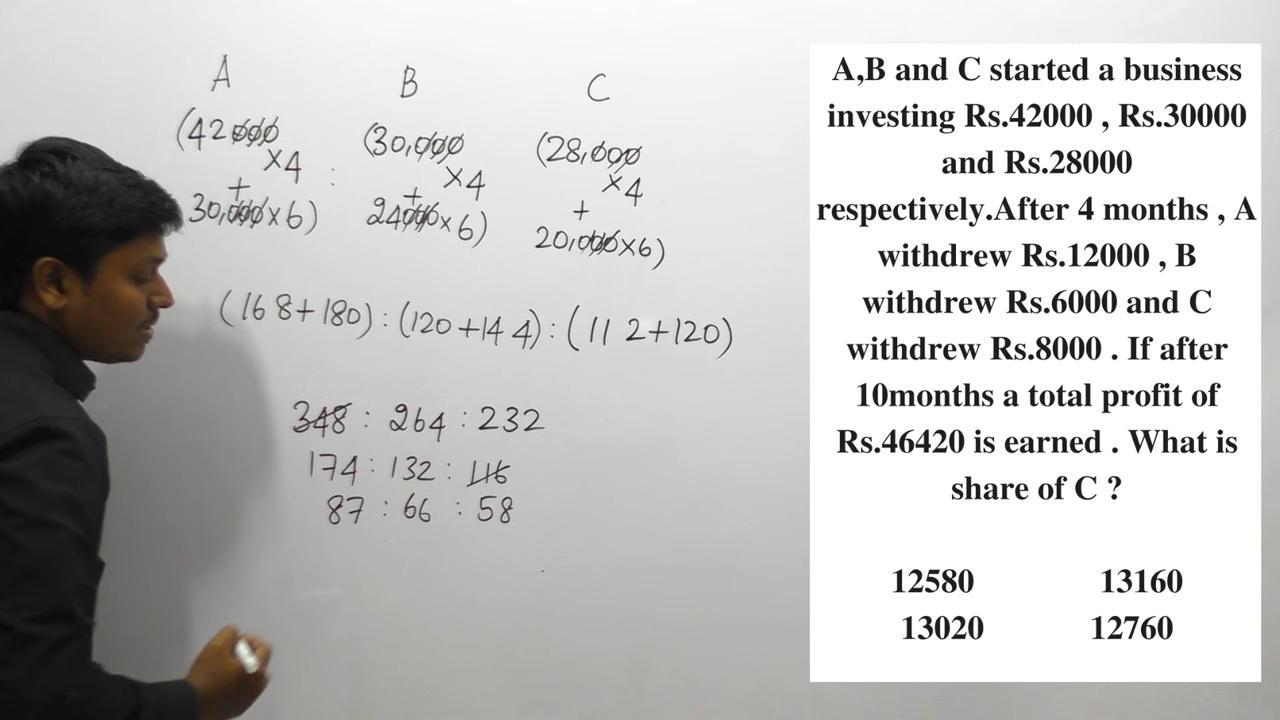 A B C
(42000 (30,000 (28,000
×4 : ×4 ×4
+ + +
30,000×6) 24000×6) 20,000×6)
(168+180) : (120+144) : (112+120)
348 : 264 : 232
174 : 132 : 116
87 : 66 : 58
A,B and C started a business
investing Rs.42000 , Rs.30000
and Rs.28000
respectively.After 4 months , A
withdrew Rs.12000 , B
withdrew Rs.6000 and C
withdrew Rs.8000 . If after
10months a total profit of
Rs.46420 is earned . What is
share of C ?
12580 13160
13020 12760